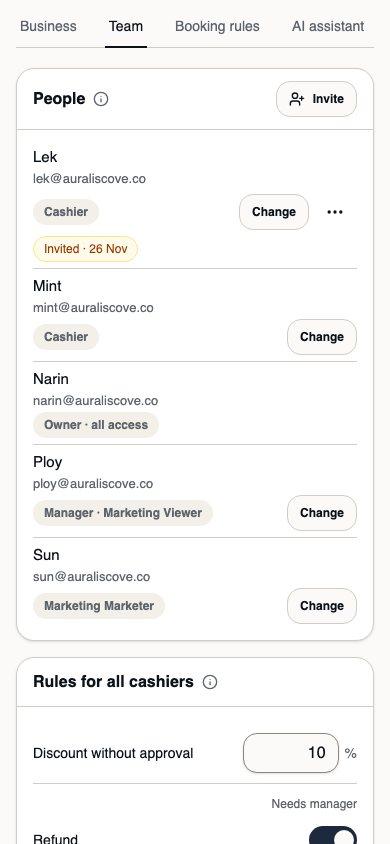 Business Team Booking rules AI assistant
People Invite
Lek
lek@auraliscove.co
Cashier Change
Invited · 26 Nov
Mint
mint@auraliscove.co
Cashier Change
Narin
narin@auraliscove.co
Owner · all access
Ploy
ploy@auraliscove.co
Manager · Marketing Viewer Change
Sun
sun@auraliscove.co
Marketing Marketer Change
Rules for all cashiers
Discount without approval 10 %
Needs manager
Refund